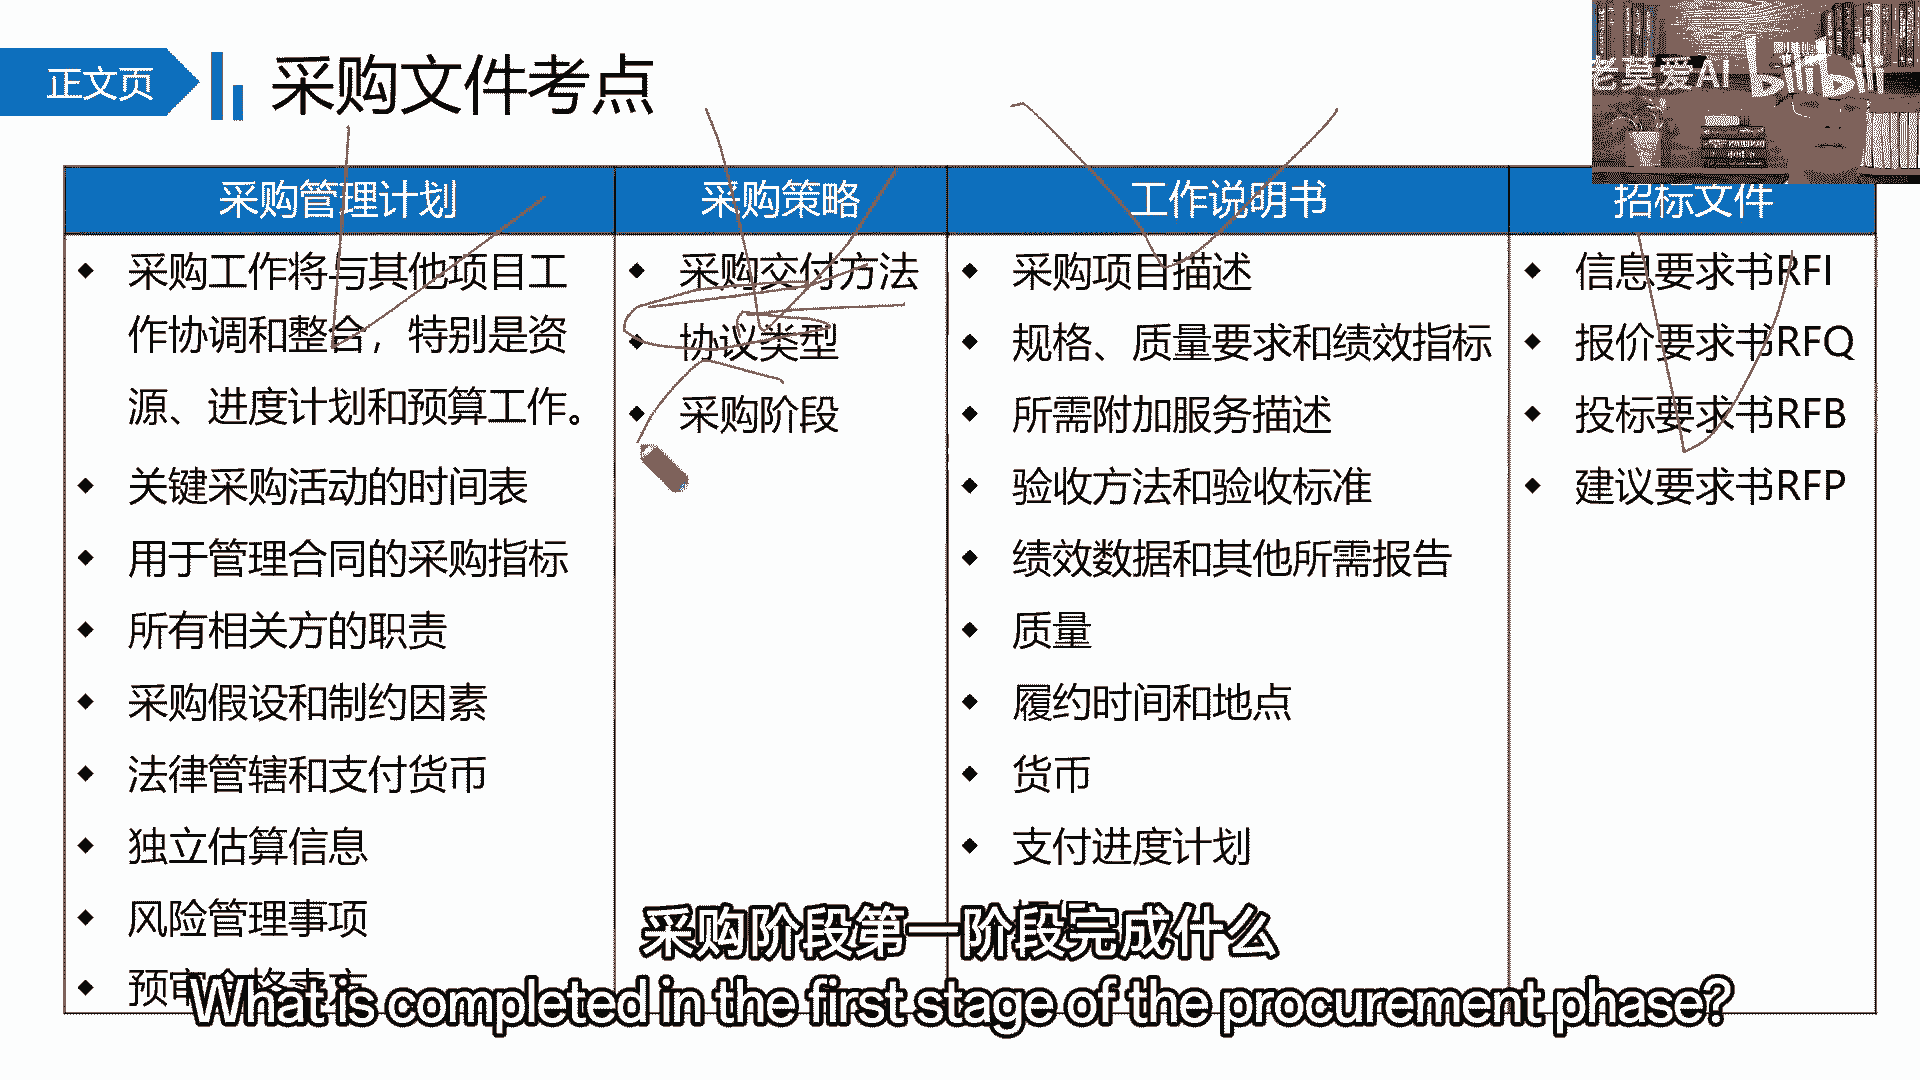 正文页
采购文件考点
老莫爱AI
bilibili
采购管理计划
采购工作将与其他项目工
作协调和整合，特别是资
源、进度计划和预算工作。
关键采购活动的时间表
用于管理合同的采购指标
所有相关方的职责
采购假设和制约因素
法律管辖和支付货币
独立估算信息
风险管理事项
预审合格卖方
采购策略
采购交付方法
协议类型
采购阶段
工作说明书
采购项目描述
规格、质量要求和绩效指标
所需附加服务描述
验收方法和验收标准
绩效数据和其他所需报告
质量
履约时间和地点
货币
支付进度计划
招标文件
信息要求书RFI
报价要求书RFQ
投标要求书RFB
建议要求书RFP
采购阶段第一阶段完成什么
What is completed in the first stage of the procurement phase?